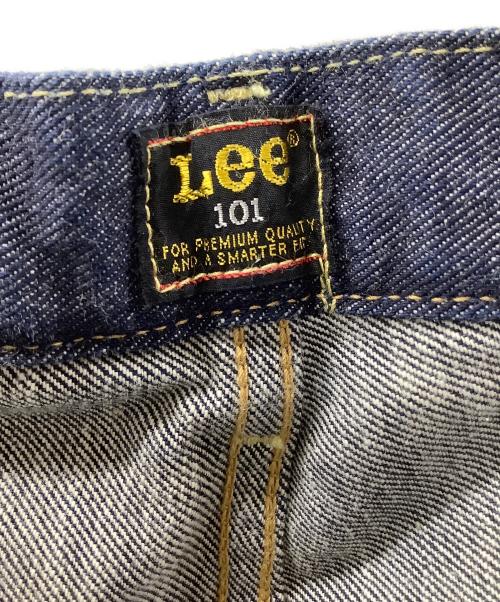 Lee®
101
FOR PREMIUM QUALITY
AND A SMARTER FIT